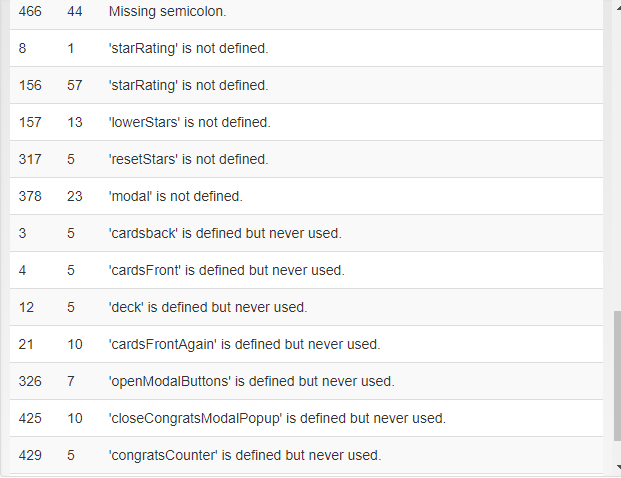 466 44 Missing semicolon.
8 1 'starRating' is not defined.
156 57 'starRating' is not defined.
157 13 'lowerStars' is not defined.
317 5 'resetStars' is not defined.
378 23 'modal' is not defined.
3 5 'cardsback' is defined but never used.
4 5 'cardsFront' is defined but never used.
12 5 'deck' is defined but never used.
21 10 'cardsFrontAgain' is defined but never used.
326 7 'openModalButtons' is defined but never used.
425 10 'closeCongratsModalPopup' is defined but never used.
429 5 'congratsCounter' is defined but never used.